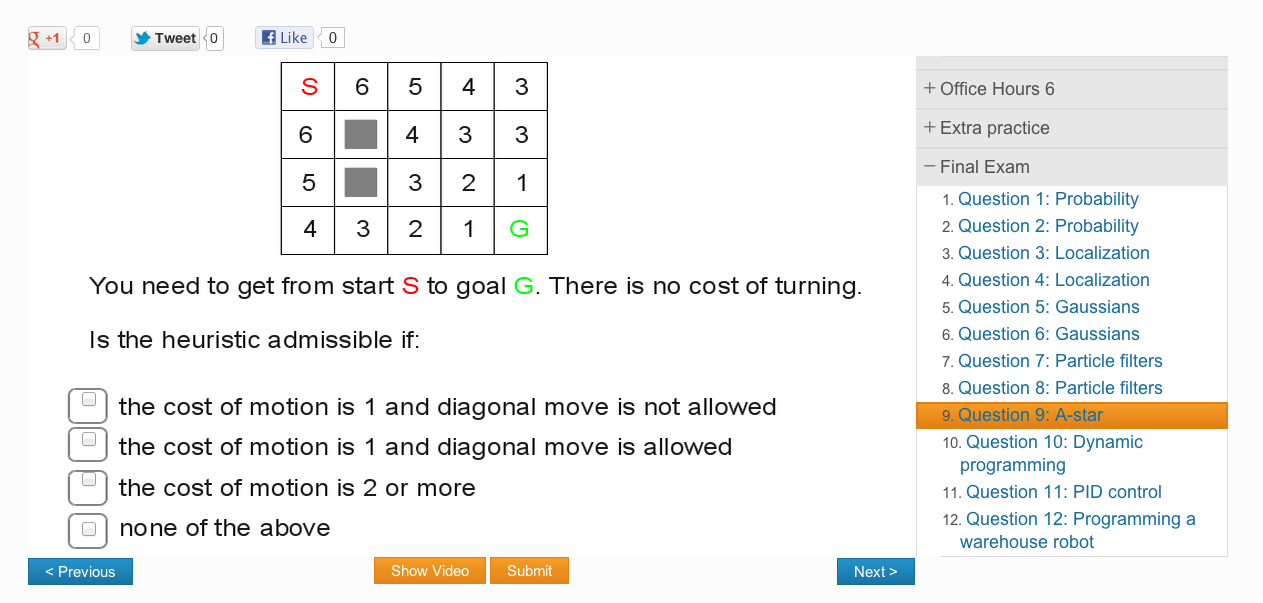 +1 0 Tweet 0 Like 0
S 6 5 4 3
6 4 3 3
5 3 2 1
4 3 2 1 G
You need to get from start S to goal G. There is no cost of turning.
Is the heuristic admissible if:
the cost of motion is 1 and diagonal move is not allowed
the cost of motion is 1 and diagonal move is allowed
the cost of motion is 2 or more
none of the above
< Previous
Show Video
Submit
Next >
+ Office Hours 6
+ Extra practice
− Final Exam
1. Question 1: Probability
2. Question 2: Probability
3. Question 3: Localization
4. Question 4: Localization
5. Question 5: Gaussians
6. Question 6: Gaussians
7. Question 7: Particle filters
8. Question 8: Particle filters
9. Question 9: A-star
10. Question 10: Dynamic
programming
11. Question 11: PID control
12. Question 12: Programming a
warehouse robot